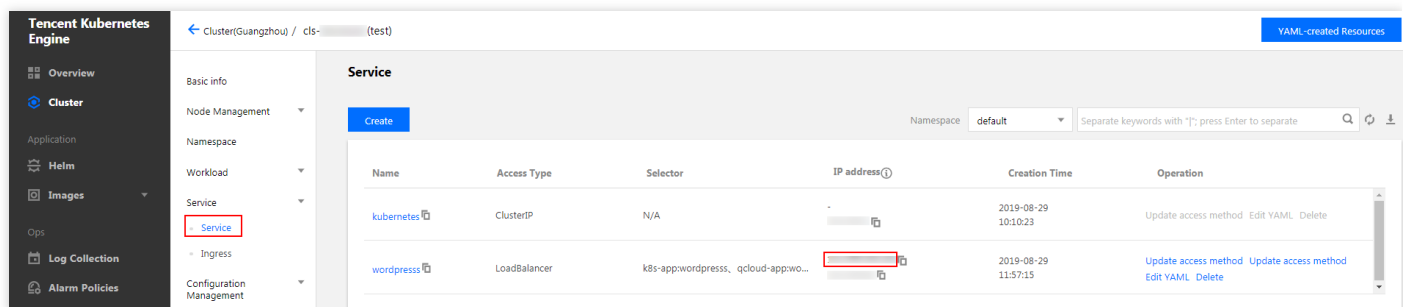 Tencent Kubernetes
Engine
Overview
Cluster
Application
Helm
Images
Ops
Log Collection
Alarm Policies
Cluster(Guangzhou) / cls- (test)
YAML-created Resources
Basic info
Node Management
Namespace
Workload
Service
Service
Ingress
Configuration
Management
Service
Create
Namespace default Separate keywords with "|"; press Enter to separate
Name Access Type Selector IP address Creation Time Operation
kubernetes ClusterIP N/A - 2019-08-29
10:10:23 Update access method Edit YAML Delete
wordpresss LoadBalancer k8s-app:wordpresss、qcloud-app:wo... 2019-08-29
11:57:15 Update access method Update access method
Edit YAML Delete